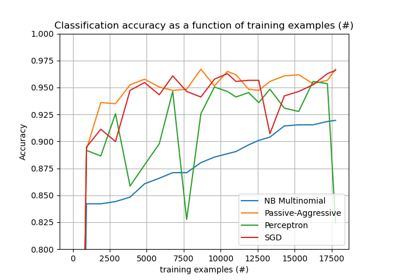 Classification accuracy as a function of training examples (#)
1.000
0.975
0.950
0.925
0.900
0.875
0.850
0.825
0.800
Accuracy
NB Multinomial
Passive-Aggressive
Perceptron
SGD
0 2500 5000 7500 10000 12500 15000 17500
training examples (#)